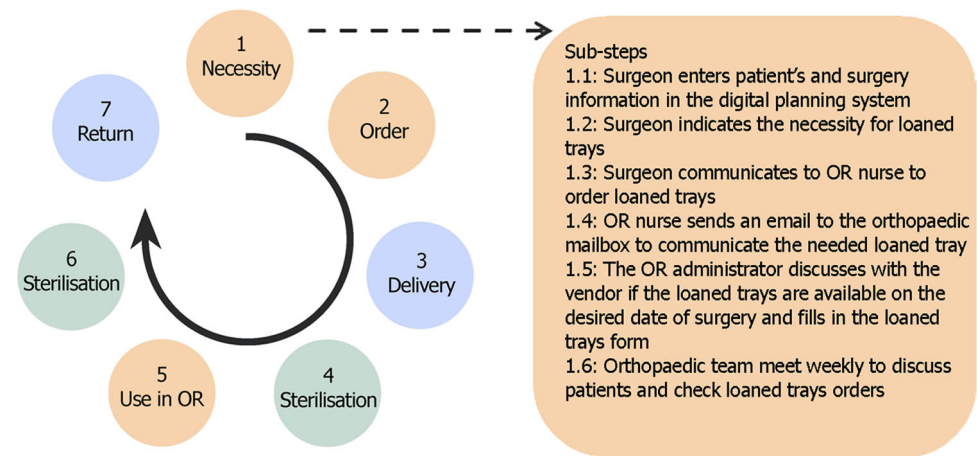 1
Necessity
2
Order
3
Delivery
4
Sterilisation
5
Use in OR
6
Sterilisation
7
Return
Sub-steps
1.1: Surgeon enters patient's and surgery
information in the digital planning system
1.2: Surgeon indicates the necessity for loaned
trays
1.3: Surgeon communicates to OR nurse to
order loaned trays
1.4: OR nurse sends an email to the orthopaedic
mailbox to communicate the needed loaned tray
1.5: The OR administrator discusses with the
vendor if the loaned trays are available on the
desired date of surgery and fills in the loaned
trays form
1.6: Orthopaedic team meet weekly to discuss
patients and check loaned trays orders